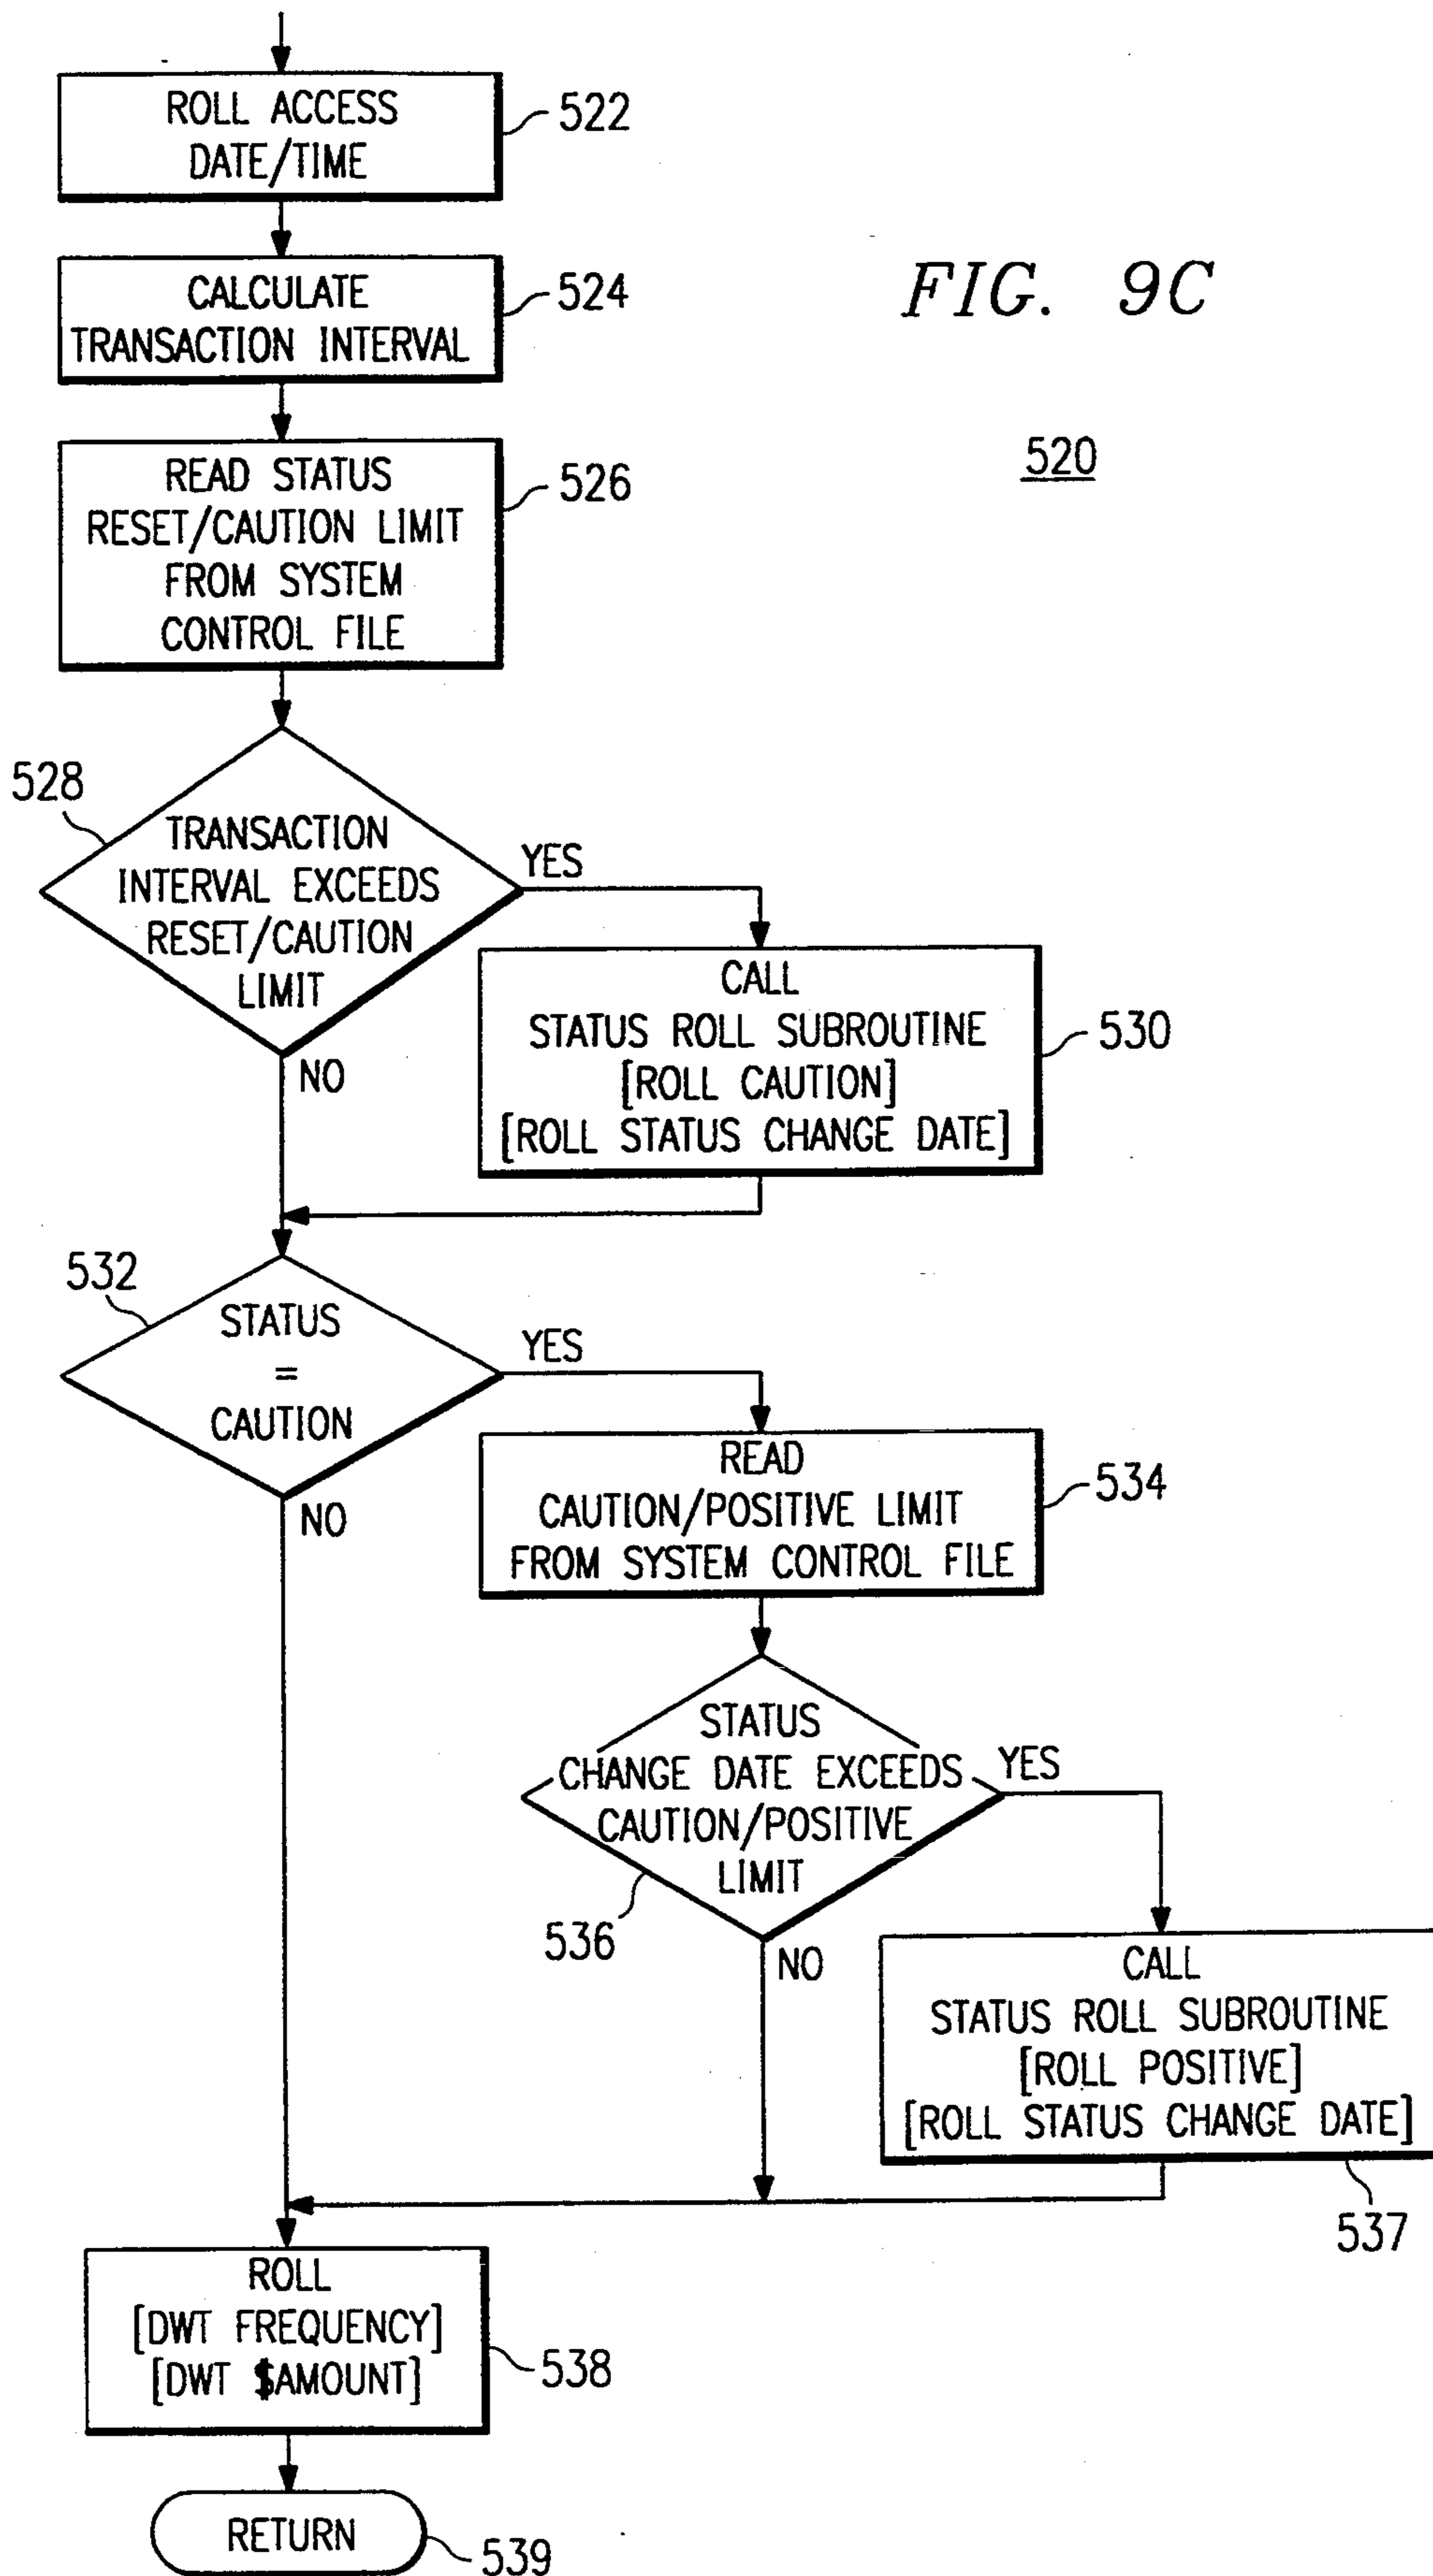 ROLL ACCESS
DATE/TIME
522
CALCULATE
TRANSACTION INTERVAL
524
FIG. 9C
520
READ STATUS
RESET/CAUTION LIMIT
FROM SYSTEM
CONTROL FILE
526
528
TRANSACTION
INTERVAL EXCEEDS
RESET/CAUTION
LIMIT
YES
NO
CALL
STATUS ROLL SUBROUTINE
[ROLL CAUTION]
[ROLL STATUS CHANGE DATE]
530
532
STATUS
=
CAUTION
YES
NO
READ
CAUTION/POSITIVE LIMIT
FROM SYSTEM CONTROL FILE
534
STATUS
CHANGE DATE EXCEEDS
CAUTION/POSITIVE
LIMIT
YES
536
NO
CALL
STATUS ROLL SUBROUTINE
[ROLL POSITIVE]
[ROLL STATUS CHANGE DATE]
537
ROLL
[DWT FREQUENCY]
[DWT $AMOUNT]
538
RETURN
539